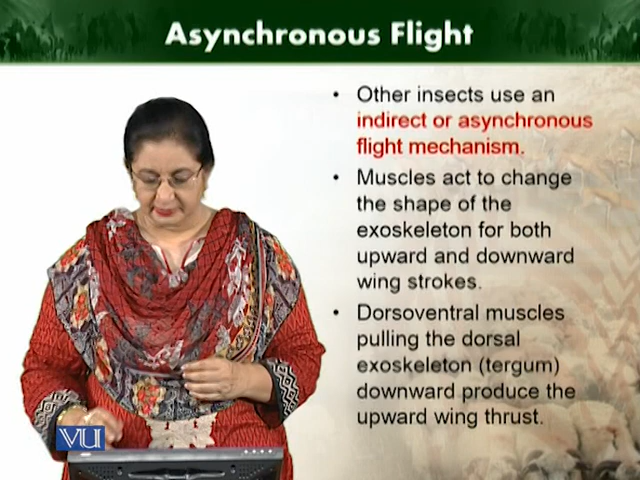 Asynchronous Flight
• Other insects use an
indirect or asynchronous
flight mechanism.
• Muscles act to change
the shape of the
exoskeleton for both
upward and downward
wing strokes.
• Dorsoventral muscles
pulling the dorsal
exoskeleton (tergum)
downward produce the
upward wing thrust.
VU